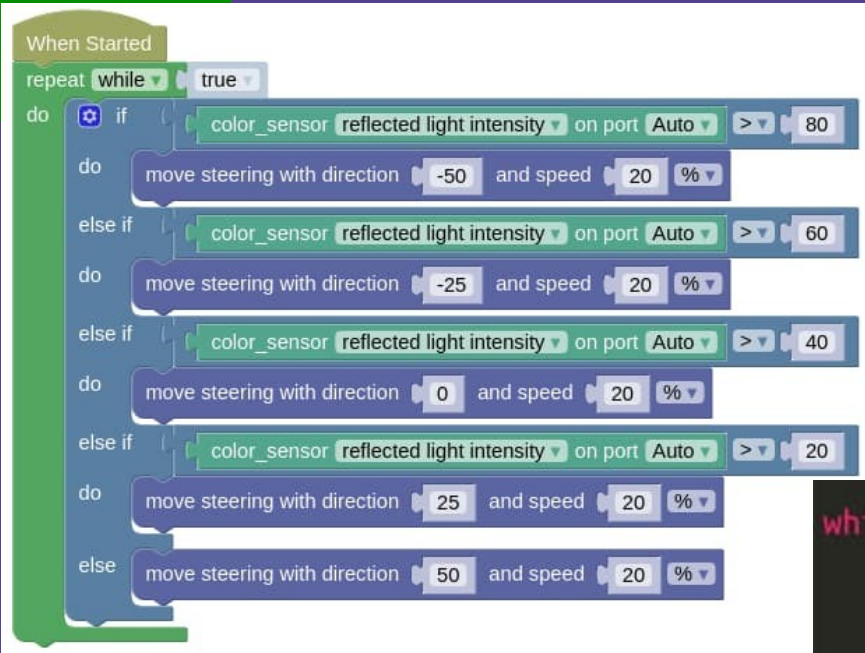 When Started
repeat while true
do if color_sensor reflected light intensity on port Auto > 80
do move steering with direction -50 and speed 20 %
else if color_sensor reflected light intensity on port Auto > 60
do move steering with direction -25 and speed 20 %
else if color_sensor reflected light intensity on port Auto > 40
do move steering with direction 0 and speed 20 %
else if color_sensor reflected light intensity on port Auto > 20
do move steering with direction 25 and speed 20 %
else move steering with direction 50 and speed 20 %